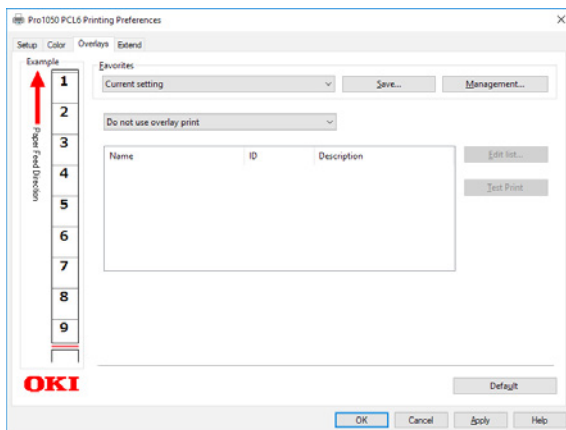 Pro1050 PCL6 Printing Preferences
Setup Color Overlays Extend
Example
Paper Feed Direction
1
2
3
4
5
6
7
8
9
OKI
Favorites
Current setting
Save...
Management...
Do not use overlay print
Name ID Description
Edit list...
Test Print
Default
OK Cancel Apply Help